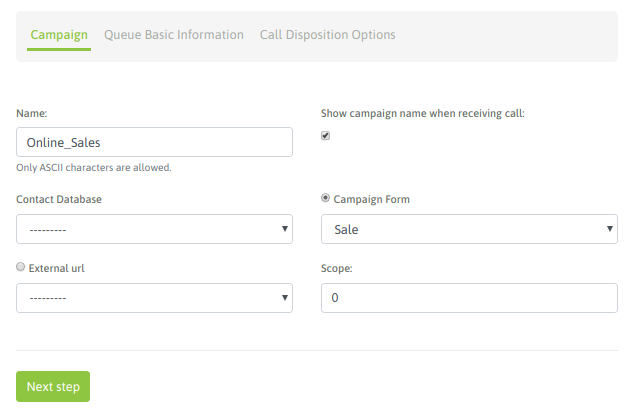 Campaign Queue Basic Information Call Disposition Options
Name: Show campaign name when receiving call:
Online_Sales
Only ASCII characters are allowed.
Contact Database Campaign Form
--------- Sale
External url Scope:
--------- 0
Next step